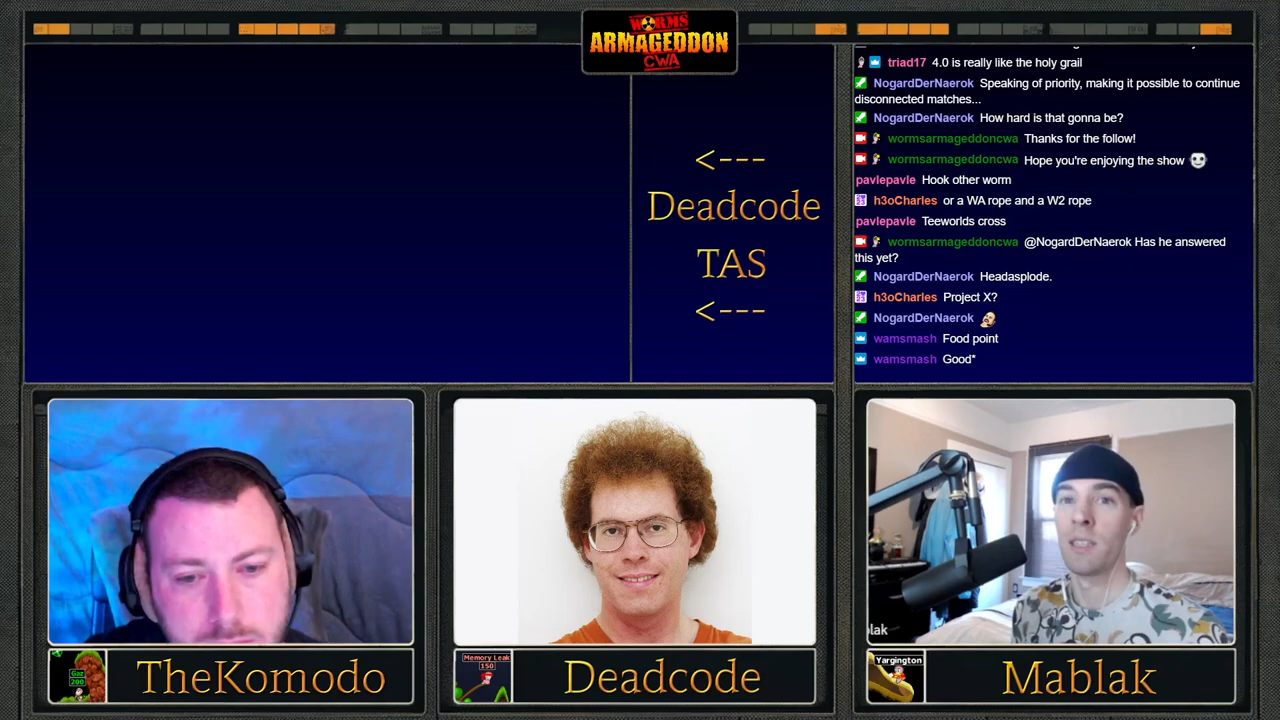 WORMS
ARMAGEDDON
CWA
<---
Deadcode
TAS
<---
triad17 4.0 is really like the holy grail
NogardDerNaerok Speaking of priority, making it possible to continue
disconnected matches...
NogardDerNaerok How hard is that gonna be?
wormsarmageddoncwa Thanks for the follow!
wormsarmageddoncwa Hope you're enjoying the show
pavlepavle Hook other worm
h3oCharles or a WA rope and a W2 rope
pavlepavle Teeworlds cross
wormsarmageddoncwa @NogardDerNaerok Has he answered
this yet?
NogardDerNaerok Headasplode.
h3oCharles Project X?
NogardDerNaerok
wamsmash Food point
wamsmash Good*
lak
Gaz
200
TheKomodo
Memory Leak
150
Deadcode
Yargington
Mablak